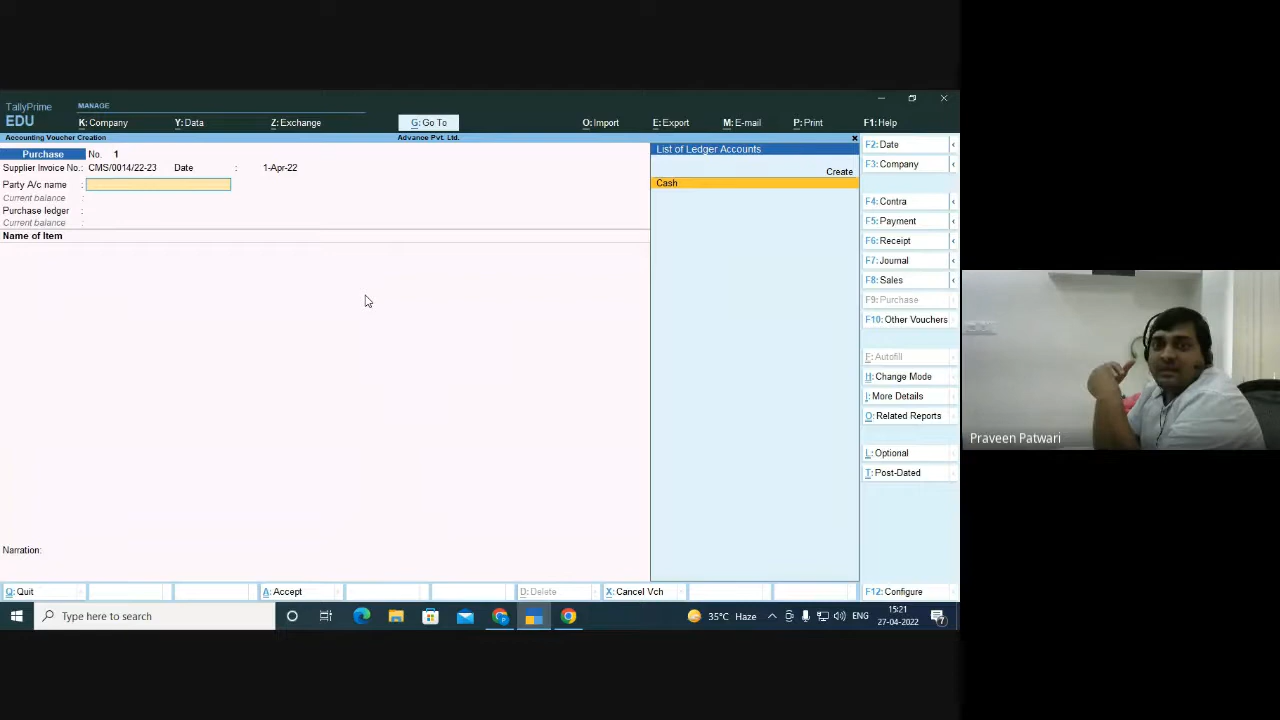 TallyPrime
EDU
MANAGE
K: Company
Y: Data
Z: Exchange
G: Go To
O: Import
E: Export
M: E-mail
P: Print
F1: Help
Accounting Voucher Creation
Advance Pvt. Ltd.
Purchase No. 1
Supplier Invoice No.: CMS/0014/22-23 Date : 1-Apr-22
Party A/c name :
Current balance :
Purchase ledger :
Current balance :
Name of Item
Narration:
List of Ledger Accounts
Create
Cash
F2: Date
F3: Company
F4: Contra
F5: Payment
F6: Receipt
F7: Journal
F8: Sales
F9: Purchase
F10: Other Vouchers
F: Autofill
H: Change Mode
I: More Details
O: Related Reports
L: Optional
T: Post-Dated
F12: Configure
Q: Quit
A: Accept
D: Delete
X: Cancel Vch
Type here to search
35°C Haze
ENG
15:21
27-04-2022
7
Praveen Patwari